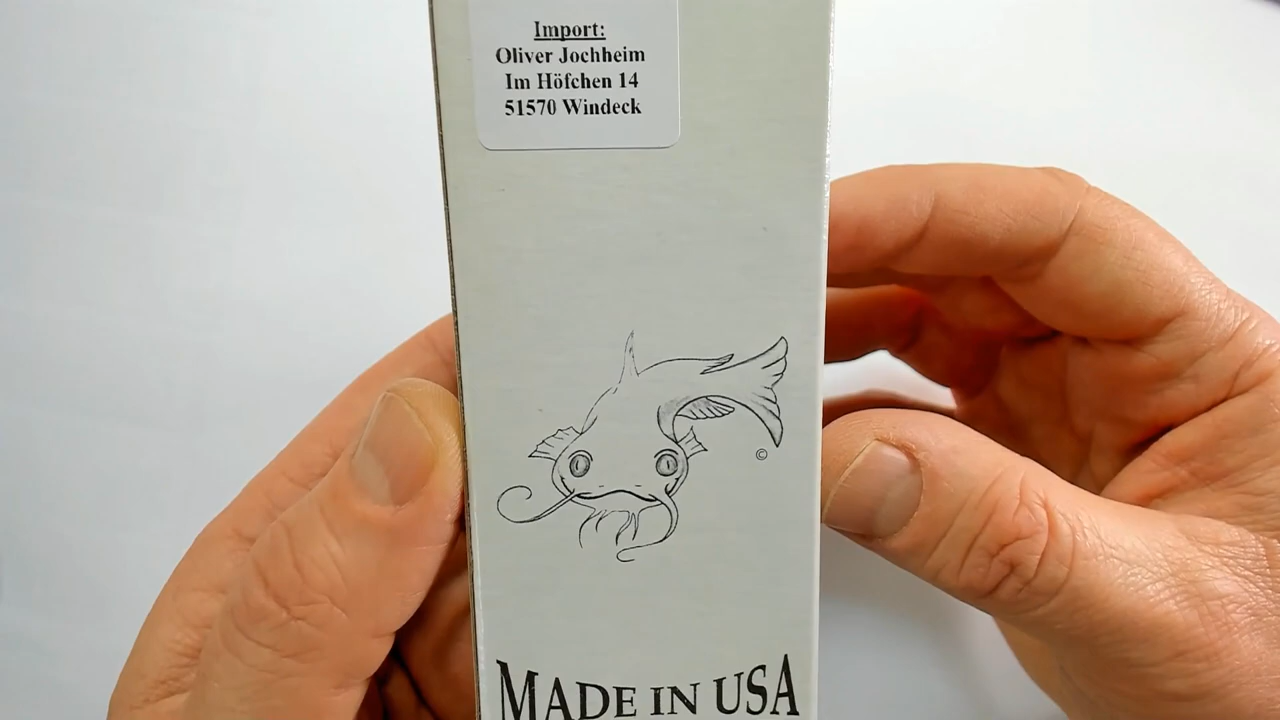 Import:
Oliver Jochheim
Im Höfchen 14
51570 Windeck
©
MADE IN USA